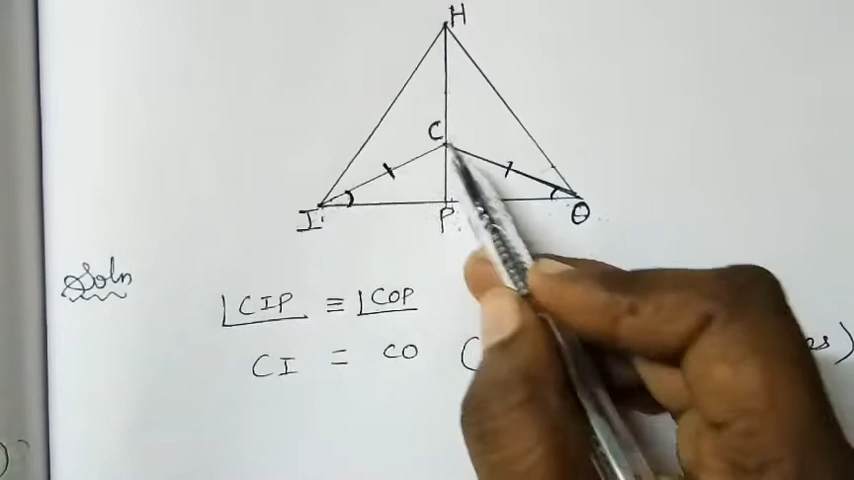 H
C
I
P
O
Soln
∟CIP ≡ ∟COP
CI = CO (
)